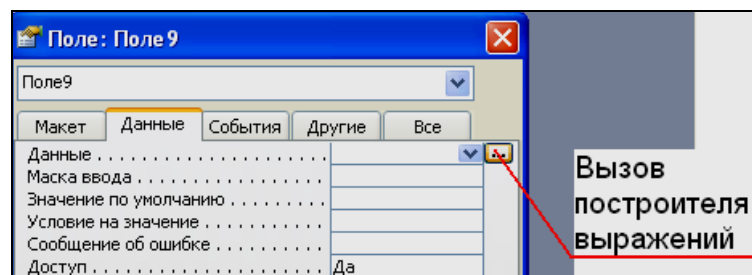 Поле: Поле9
Поле9
Макет Данные События Другие Все
Данные . . . . . . . . . . . . . . . . . . . . . ...
Маска ввода . . . . . . . . . . . . . . . . .
Значение по умолчанию . . . . . . . . .
Условие на значение . . . . . . . . . . .
Сообщение об ошибке . . . . . . . . . .
Доступ . . . . . . . . . . . . . . . . . . . . . Да
Вызов
построителя
выражений